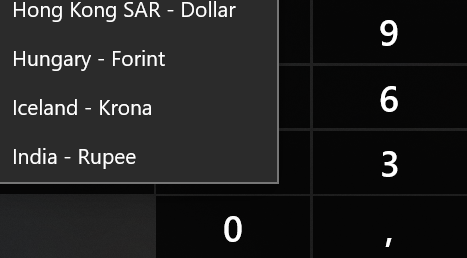 Hong Kong SAR - Dollar
Hungary - Forint
Iceland - Krona
India - Rupee
9
6
3
0 ,